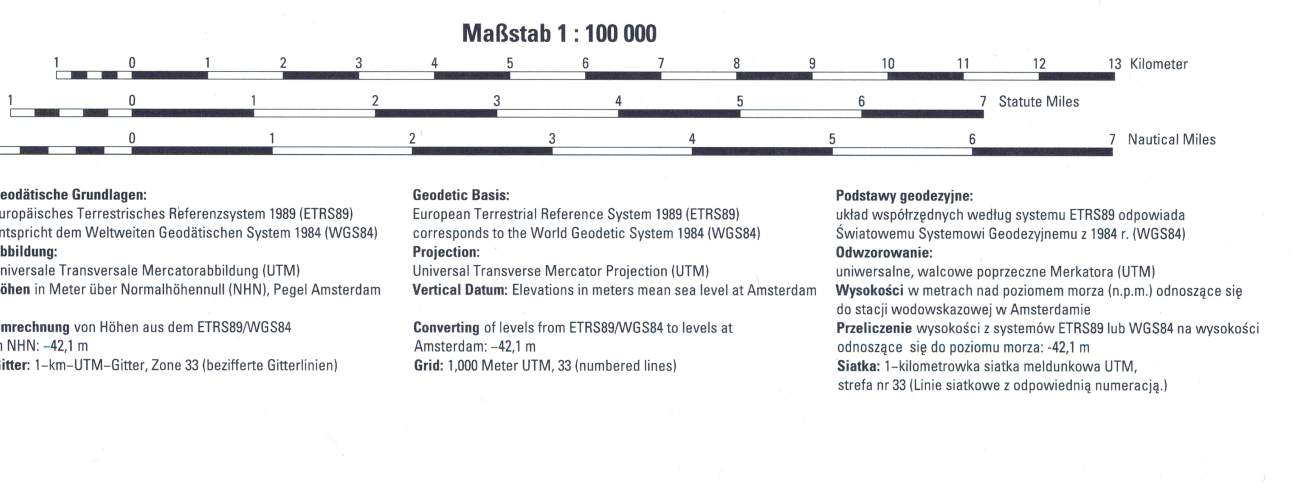 Maßstab 1 : 100 000
1 0 1 2 3 4 5 6 7 8 9 10 11 12 13 Kilometer
1 0 1 2 3 4 5 6 7 Statute Miles
0 1 2 3 4 5 6 7 Nautical Miles
eodätische Grundlagen:
uropäisches Terrestrisches Referenzsystem 1989 (ETRS89)
ntspricht dem Weltweiten Geodätischen System 1984 (WGS84)
bbildung:
niversale Transversale Mercatorabbildung (UTM)
öhen in Meter über Normalhöhennull (NHN), Pegel Amsterdam
mrechnung von Höhen aus dem ETRS89/WGS84
n NHN: –42,1 m
itter: 1–km–UTM–Gitter, Zone 33 (bezifferte Gitterlinien)
Geodetic Basis:
European Terrestrial Reference System 1989 (ETRS89)
corresponds to the World Geodetic System 1984 (WGS84)
Projection:
Universal Transverse Mercator Projection (UTM)
Vertical Datum: Elevations in meters mean sea level at Amsterdam
Converting of levels from ETRS89/WGS84 to levels at
Amsterdam: –42,1 m
Grid: 1,000 Meter UTM, 33 (numbered lines)
Podstawy geodezyjne:
układ współrzędnych według systemu ETRS89 odpowiada
Światowemu Systemowi Geodezyjnemu z 1984 r. (WGS84)
Odwzorowanie:
uniwersalne, walcowe poprzeczne Merkatora (UTM)
Wysokości w metrach nad poziomem morza (n.p.m.) odnoszące się
do stacji wodowskazowej w Amsterdamie
Przeliczenie wysokości z systemów ETRS89 lub WGS84 na wysokości
odnoszące się do poziomu morza: -42,1 m
Siatka: 1–kilometrowka siatka meldunkowa UTM,
strefa nr 33 (Linie siatkowe z odpowiednią numeracją.)